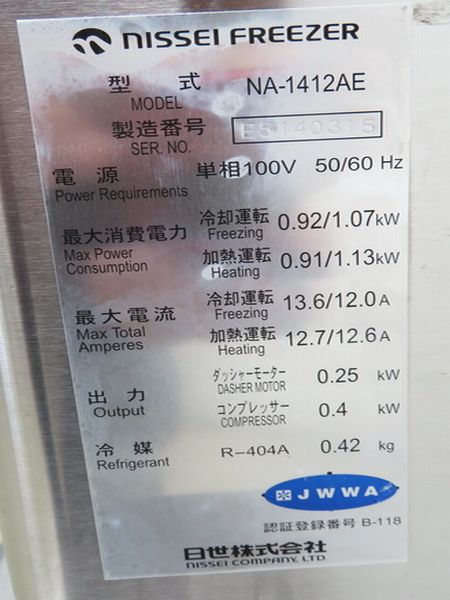 NISSEI FREEZER
型式 NA-1412AE
MODEL
製造番号 E5140315
SER. NO.
電源 単相100V 50/60 Hz
Power Requirements
最大消費電力 冷却運転 0.92/1.07kW
Max Power Consumption Freezing
加熱運転 0.91/1.13kW
Heating
最大電流 冷却運転 13.6/12.0A
Max Total Amperes Freezing
加熱運転 12.7/12.6A
Heating
出力 ダッシャーモーター 0.25 kW
Output DASHER MOTOR
コンプレッサー 0.4 kW
COMPRESSOR
冷媒 R-404A 0.42 kg
Refrigerant
JWWA
認証登録番号 B-118
日世株式会社
NISSEI COMPANY, LTD.